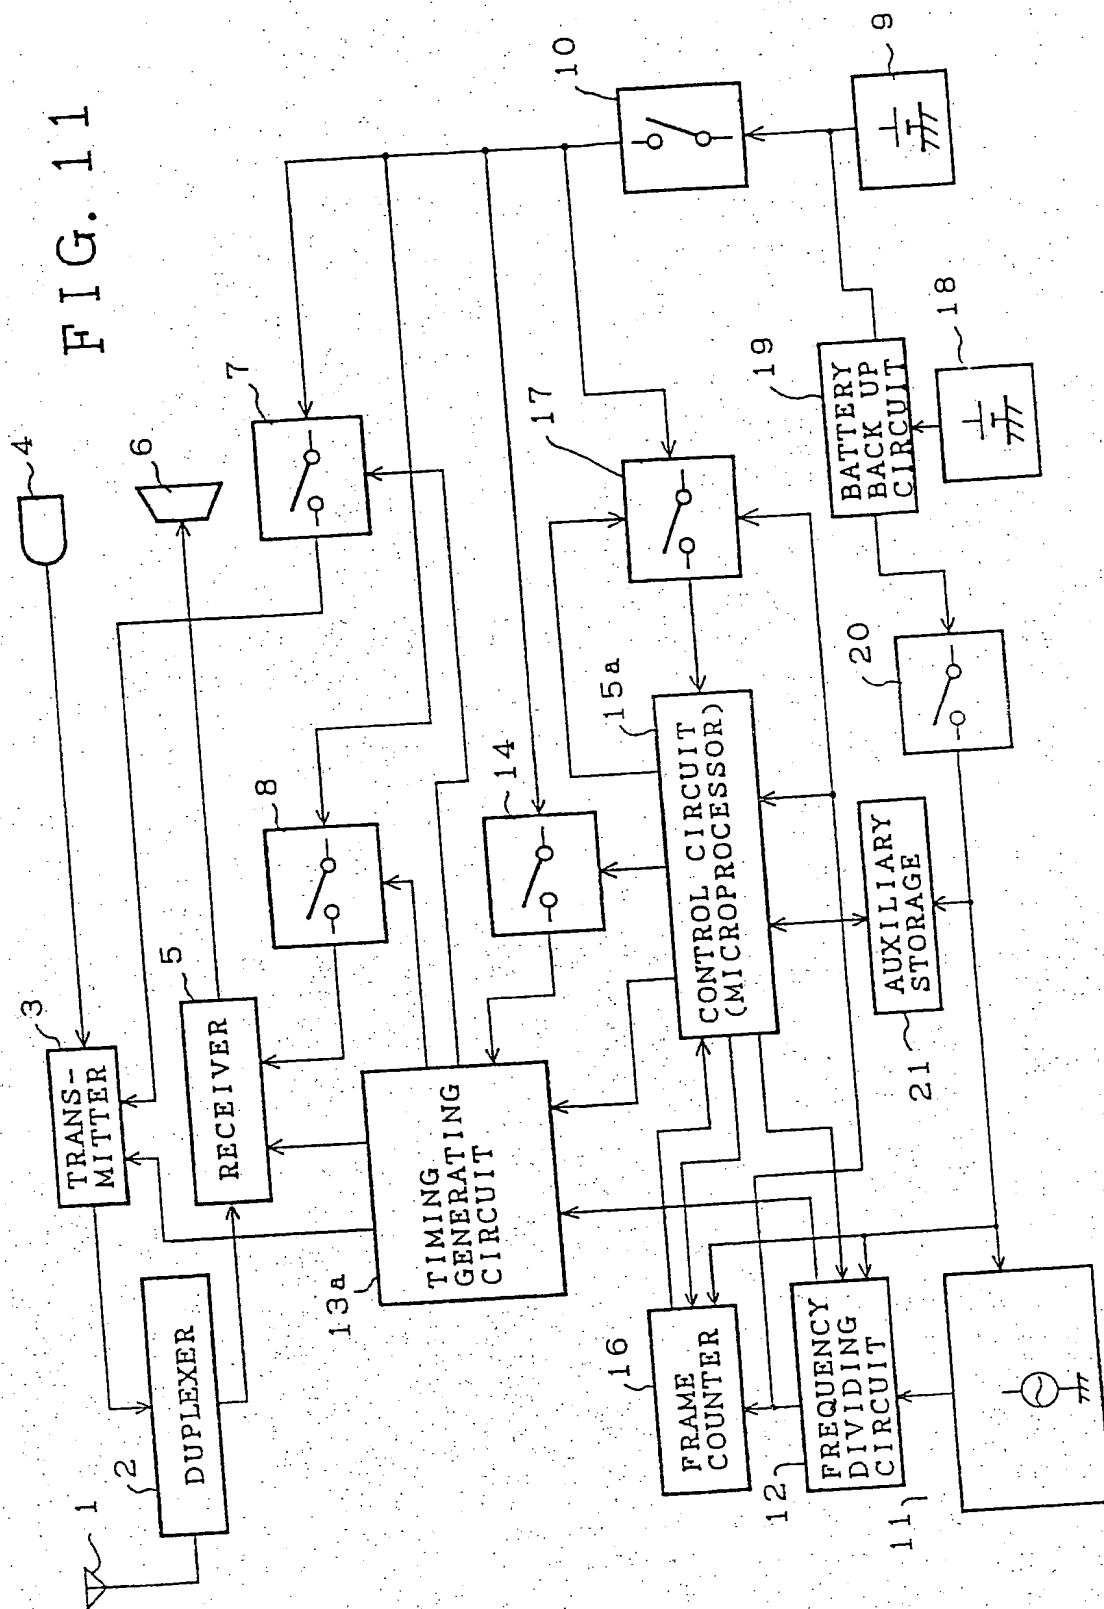 FIG. 11
1
2
DUPLEXER
3
TRANS-
MITTER
4
5
RECEIVER
6
7
8
13a
TIMING
GENERATING
CIRCUIT
14
10
9
17
15a
CONTROL CIRCUIT
(MICROPROCESSOR)
16
FRAME
COUNTER
12
FREQUENCY
DIVIDING
CIRCUIT
11
21
AUXILIARY
STORAGE
20
19
BATTERY
BACK UP
CIRCUIT
18